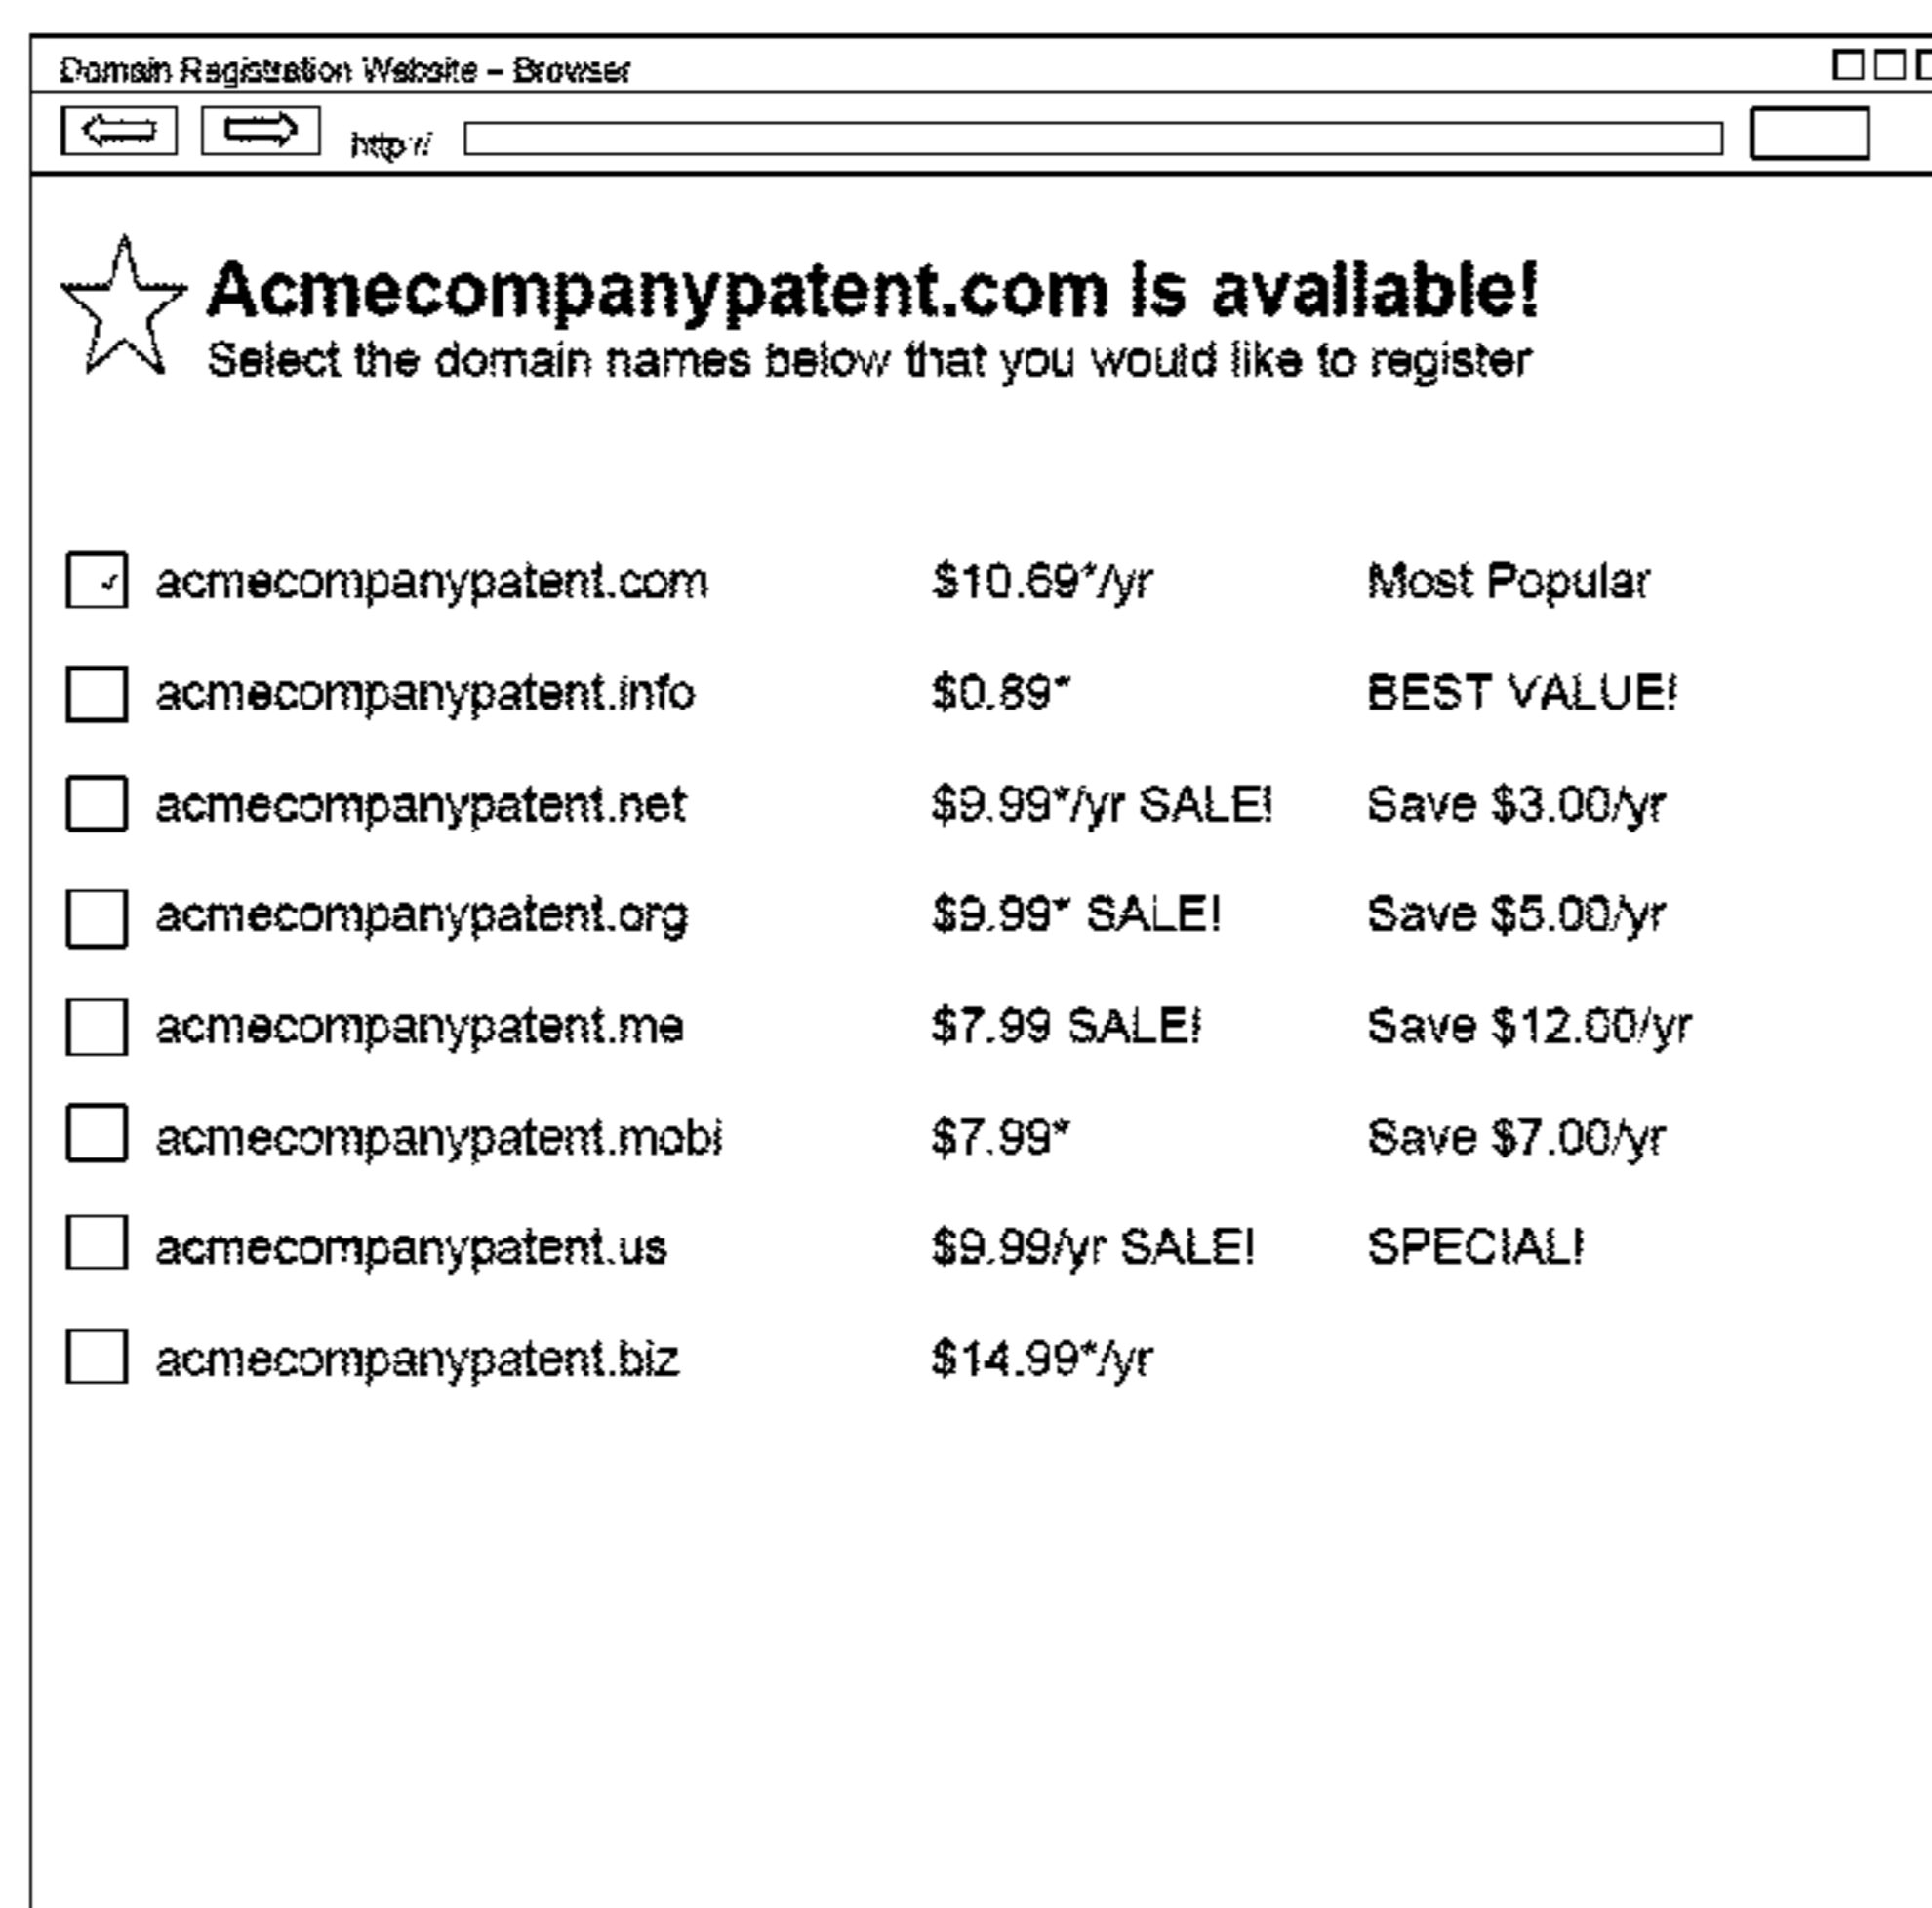 Domain Registration Website – Browser
http://
Acmecompanypatent.com is available!
Select the domain names below that you would like to register
acmecompanypatent.com $10.69*/yr Most Popular
acmecompanypatent.info $0.89* BEST VALUE!
acmecompanypatent.net $9.99*/yr SALE! Save $3.00/yr
acmecompanypatent.org $9.99* SALE! Save $5.00/yr
acmecompanypatent.me $7.99 SALE! Save $12.00/yr
acmecompanypatent.mobi $7.99* Save $7.00/yr
acmecompanypatent.us $9.99/yr SALE! SPECIAL!
acmecompanypatent.biz $14.99*/yr